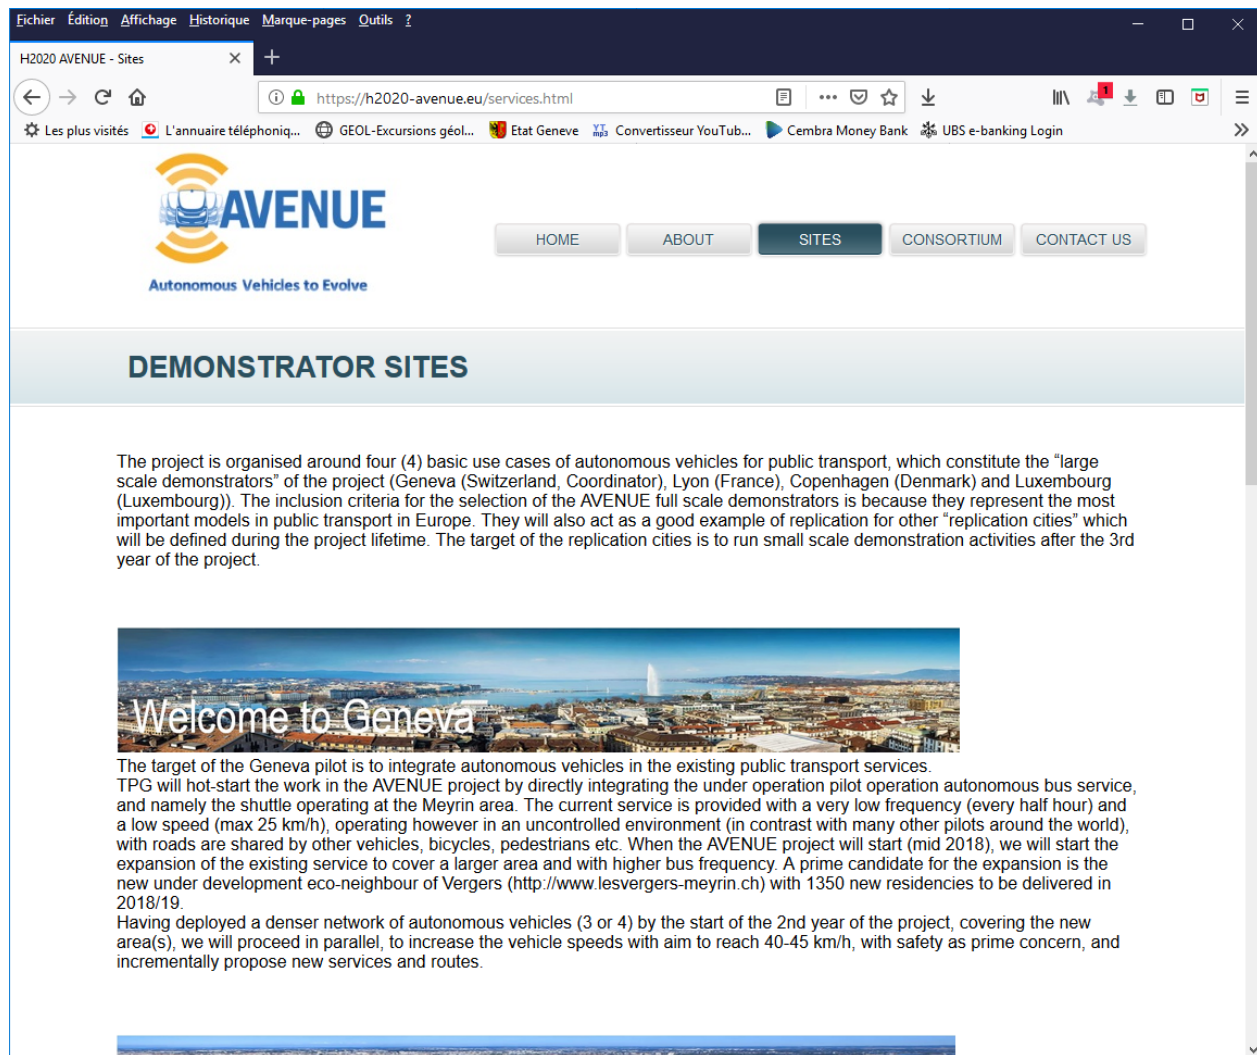 Fichier Édition Affichage Historique Marque-pages Outils ?
H2020 AVENUE - Sites
https://h2020-avenue.eu/services.html
1
Les plus visités L'annuaire téléphoniq... GEOL-Excursions géol... Etat Geneve YT mp3 Convertisseur YouTub... Cembra Money Bank UBS e-banking Login
AVENUE
Autonomous Vehicles to Evolve
HOME ABOUT SITES CONSORTIUM CONTACT US
DEMONSTRATOR SITES
The project is organised around four (4) basic use cases of autonomous vehicles for public transport, which constitute the “large
scale demonstrators” of the project (Geneva (Switzerland, Coordinator), Lyon (France), Copenhagen (Denmark) and Luxembourg
(Luxembourg)). The inclusion criteria for the selection of the AVENUE full scale demonstrators is because they represent the most
important models in public transport in Europe. They will also act as a good example of replication for other “replication cities” which
will be defined during the project lifetime. The target of the replication cities is to run small scale demonstration activities after the 3rd
year of the project.
Welcome to Geneva
The target of the Geneva pilot is to integrate autonomous vehicles in the existing public transport services.
TPG will hot-start the work in the AVENUE project by directly integrating the under operation pilot operation autonomous bus service,
and namely the shuttle operating at the Meyrin area. The current service is provided with a very low frequency (every half hour) and
a low speed (max 25 km/h), operating however in an uncontrolled environment (in contrast with many other pilots around the world),
with roads are shared by other vehicles, bicycles, pedestrians etc. When the AVENUE project will start (mid 2018), we will start the
expansion of the existing service to cover a larger area and with higher bus frequency. A prime candidate for the expansion is the
new under development eco-neighbour of Vergers (http://www.lesvergers-meyrin.ch) with 1350 new residencies to be delivered in
2018/19.
Having deployed a denser network of autonomous vehicles (3 or 4) by the start of the 2nd year of the project, covering the new
area(s), we will proceed in parallel, to increase the vehicle speeds with aim to reach 40-45 km/h, with safety as prime concern, and
incrementally propose new services and routes.